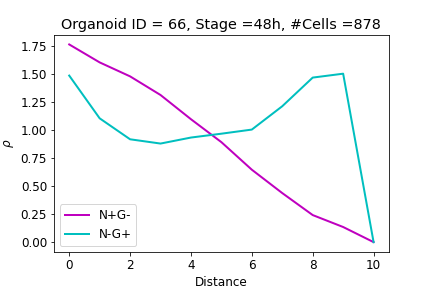 Organoid ID = 66, Stage =48h, #Cells =878
1.75
1.50
1.25
1.00
0.75
0.50
0.25
0.00
ρ
N+G-
N-G+
0 2 4 6 8 10
Distance